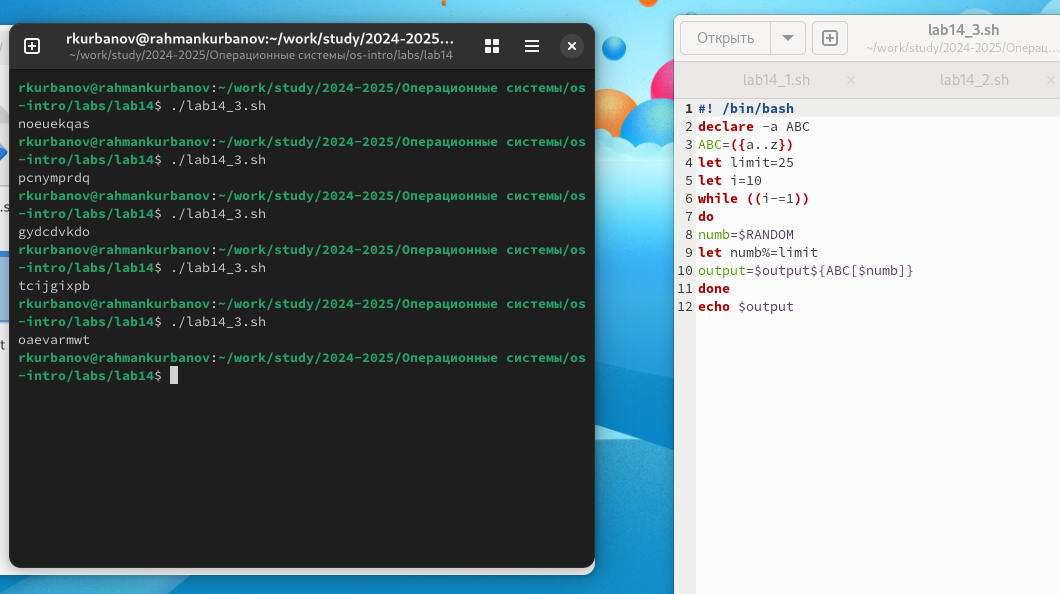 rkurbanov@rahmankurbanov:~/work/study/2024-2025...
~/work/study/2024-2025/Операционные системы/os-intro/labs/lab14
rkurbanov@rahmankurbanov:~/work/study/2024-2025/Операционные системы/os
-intro/labs/lab14$ ./lab14_3.sh
noeuekqas
rkurbanov@rahmankurbanov:~/work/study/2024-2025/Операционные системы/os
-intro/labs/lab14$ ./lab14_3.sh
pcnymprdq
rkurbanov@rahmankurbanov:~/work/study/2024-2025/Операционные системы/os
-intro/labs/lab14$ ./lab14_3.sh
gydcdvkdo
rkurbanov@rahmankurbanov:~/work/study/2024-2025/Операционные системы/os
-intro/labs/lab14$ ./lab14_3.sh
tcijgixpb
rkurbanov@rahmankurbanov:~/work/study/2024-2025/Операционные системы/os
-intro/labs/lab14$ ./lab14_3.sh
oaevarmwt
rkurbanov@rahmankurbanov:~/work/study/2024-2025/Операционные системы/os
-intro/labs/lab14$
Открыть
lab14_3.sh
~/work/study/2024-2025/Операц...
lab14_1.sh × lab14_2.sh ×
1 #! /bin/bash
2 declare -a ABC
3 ABC=({a..z})
4 let limit=25
5 let i=10
6 while ((i-=1))
7 do
8 numb=$RANDOM
9 let numb%=limit
10 output=$output${ABC[$numb]}
11 done
12 echo $output